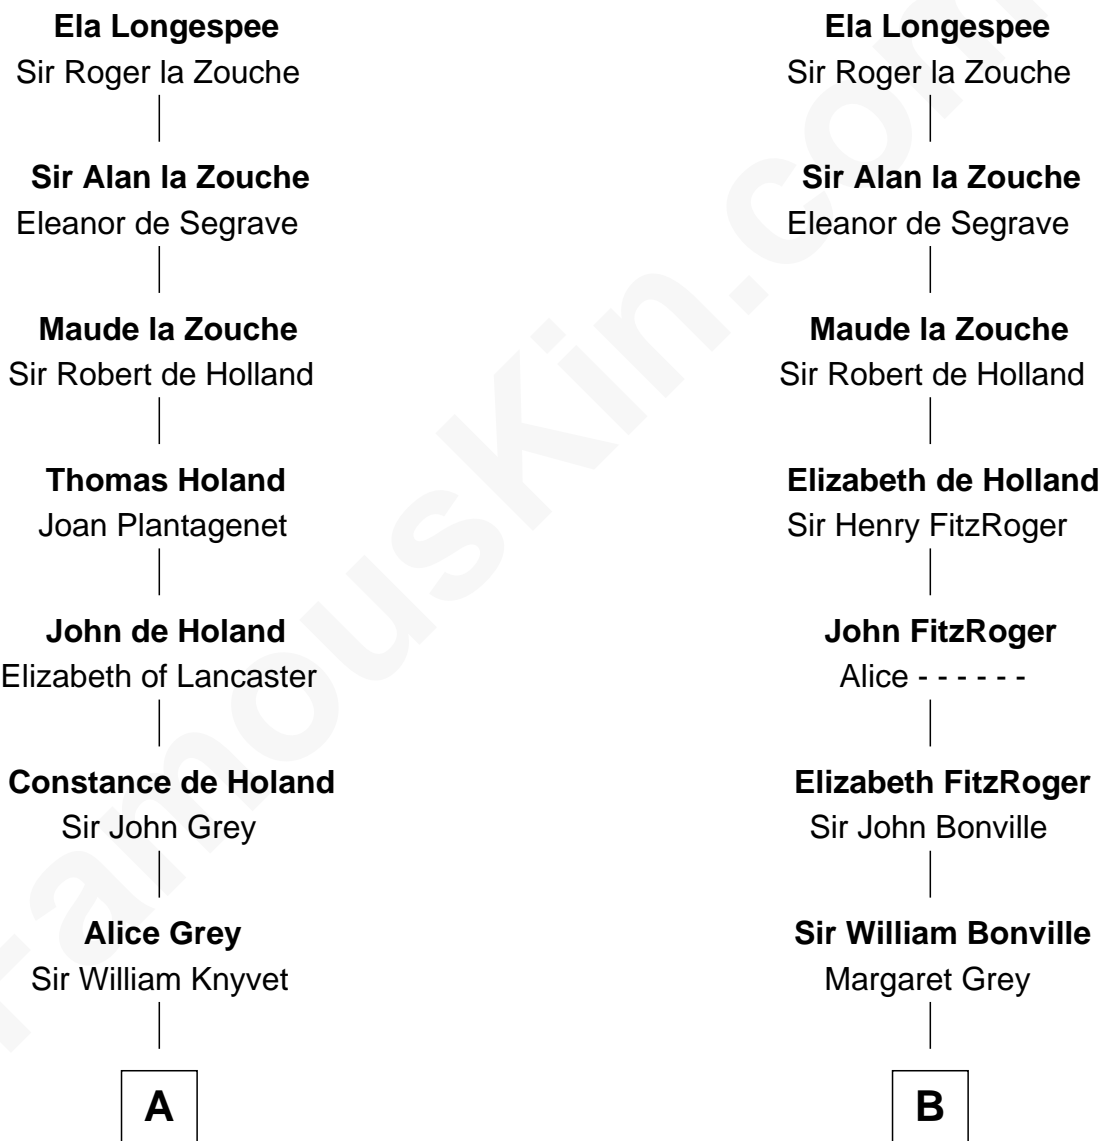 Ela Longespee
Sir Roger la Zouche
Sir Alan la Zouche
Eleanor de Segrave
Maude la Zouche
Sir Robert de Holland
Thomas Holand
Joan Plantagenet
John de Holand
Elizabeth of Lancaster
Constance de Holand
Sir John Grey
Alice Grey
Sir William Knyvet
A
Ela Longespee
Sir Roger la Zouche
Sir Alan la Zouche
Eleanor de Segrave
Maude la Zouche
Sir Robert de Holland
Elizabeth de Holland
Sir Henry FitzRoger
John FitzRoger
Alice - - - - - -
Elizabeth FitzRoger
Sir John Bonville
Sir William Bonville
Margaret Grey
B
FamousKin.com